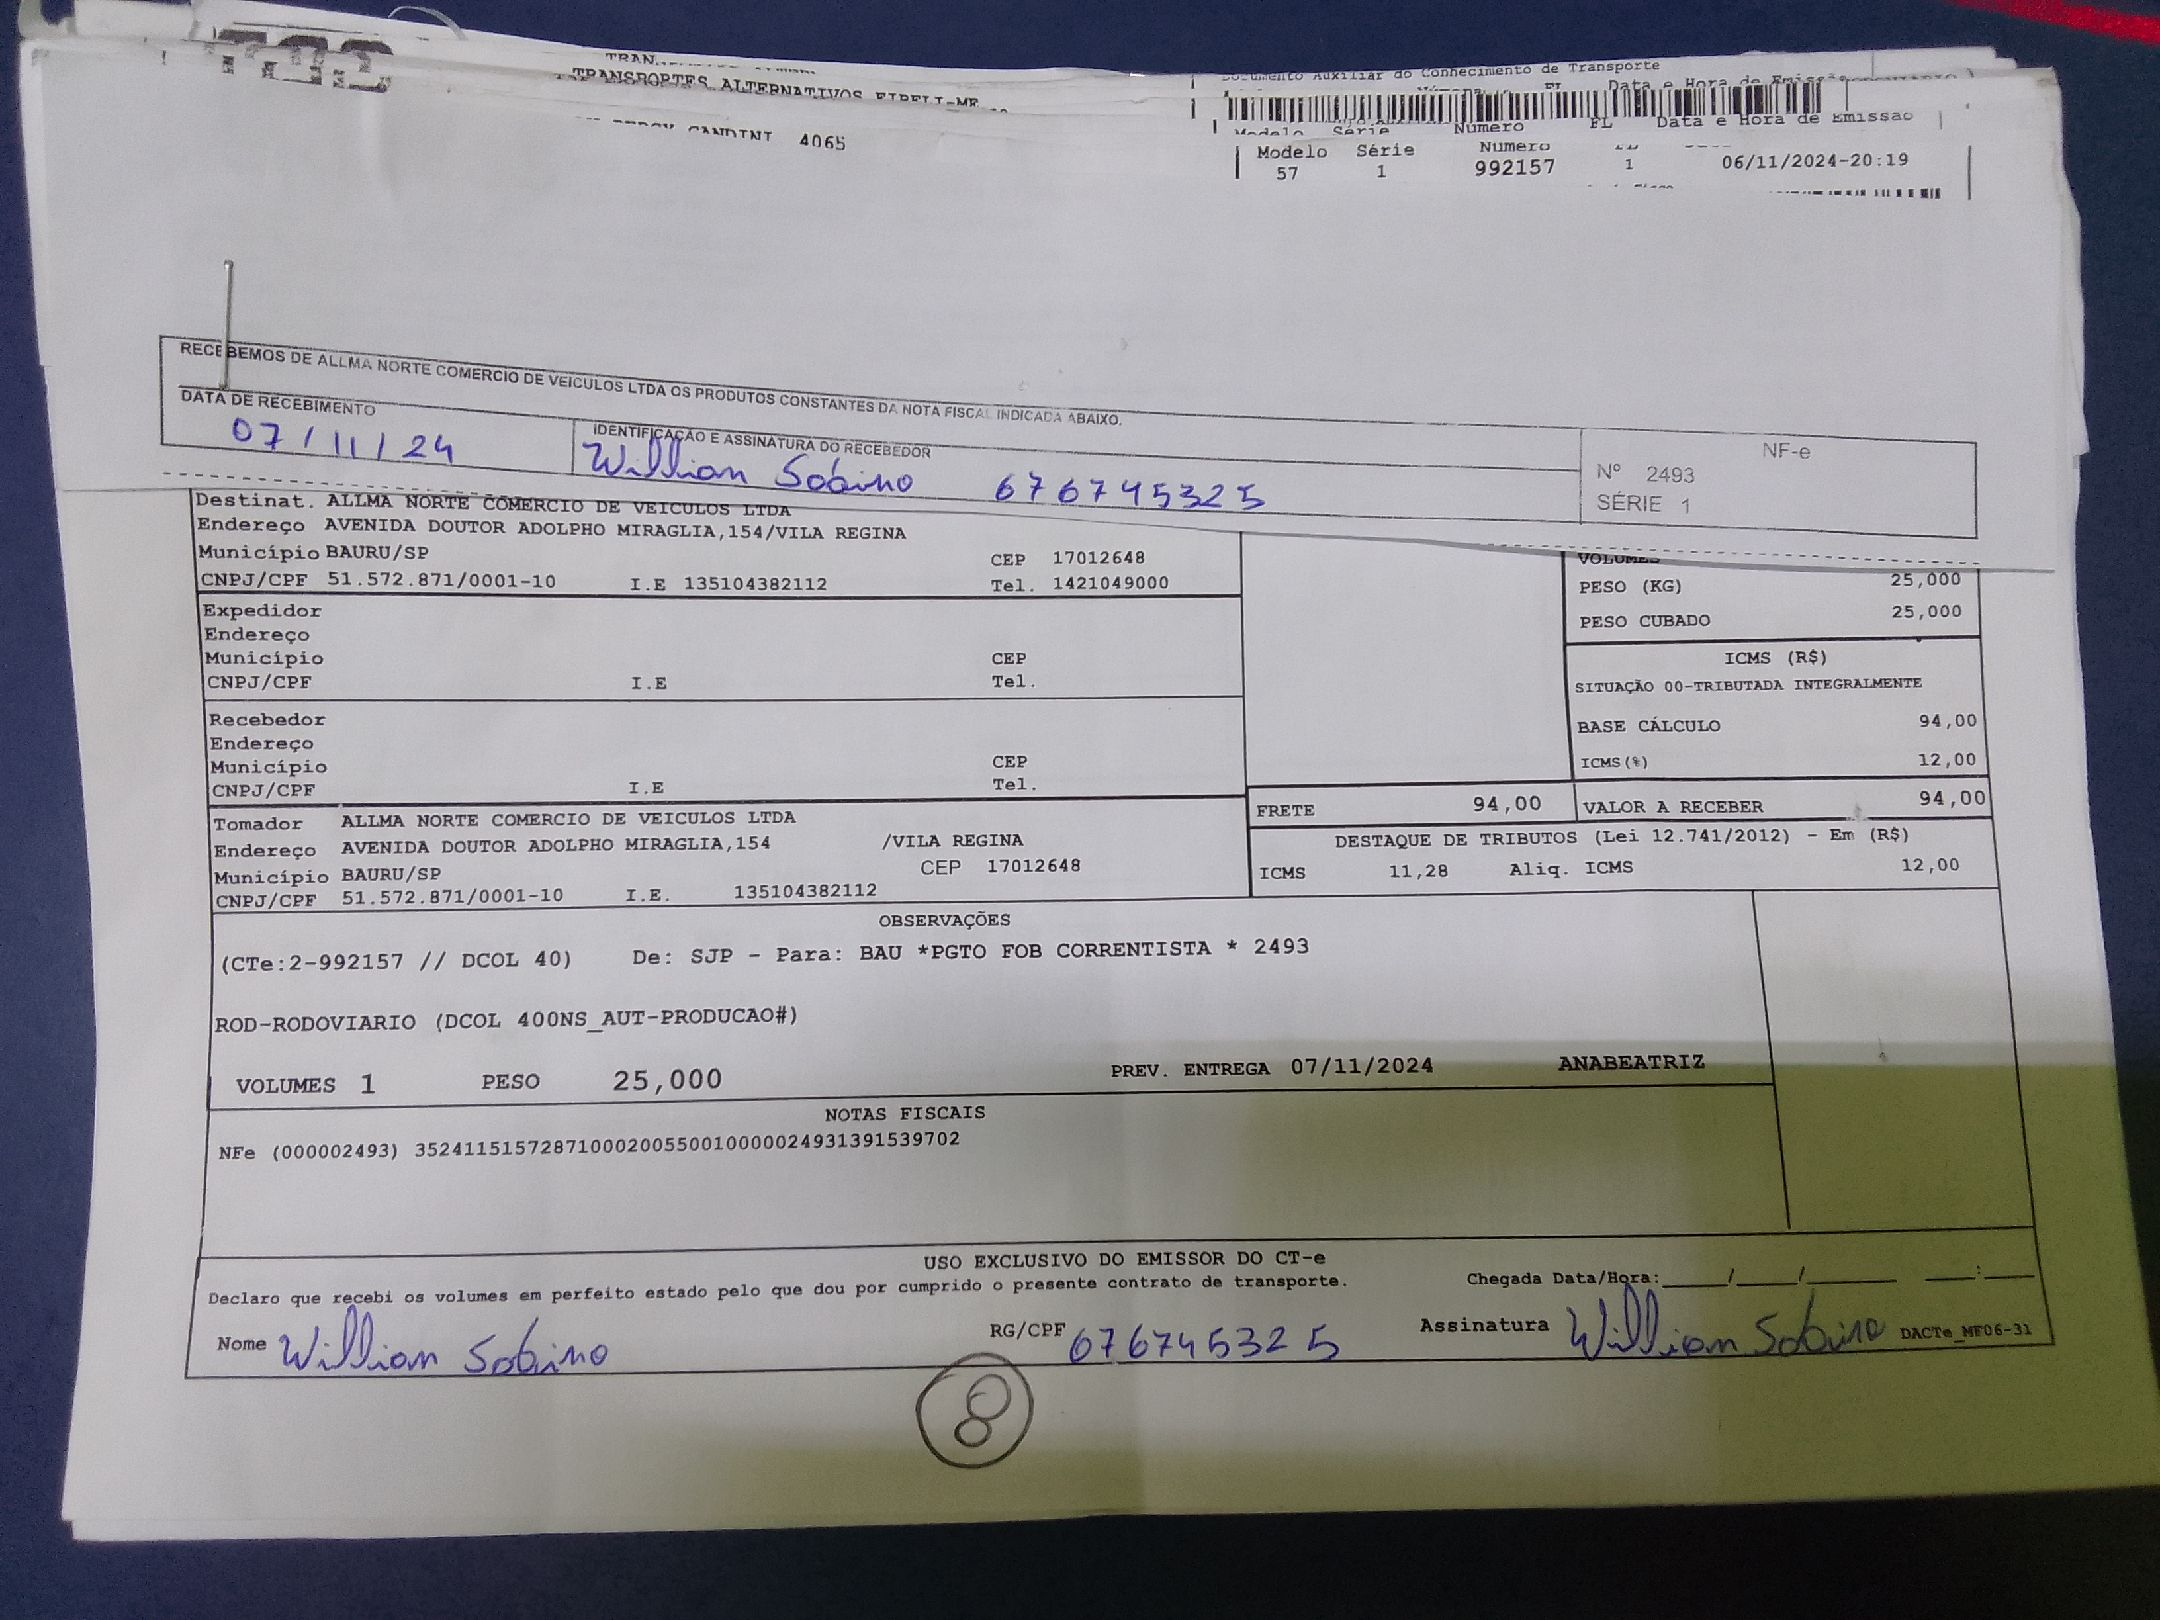 TRANSPORTES ALTERNATIVOS EIRELI-ME
4065
Documento Auxiliar do Conhecimento de Transporte
Data e Hora de Emissão
Modelo Série Número FL Data e Hora de Emissão
Modelo Série Número
57 1 992157 1 06/11/2024-20:19
RECEBEMOS DE ALLMA NORTE COMERCIO DE VEICULOS LTDA OS PRODUTOS CONSTANTES DA NOTA FISCAL INDICADA ABAIXO.
DATA DE RECEBIMENTO
07/11/24
IDENTIFICAÇÃO E ASSINATURA DO RECEBEDOR
Willian Sobino 676745325
NF-e
Nº 2493
SÉRIE 1
Destinat. ALLMA NORTE COMERCIO DE VEICULOS LTDA
Endereço AVENIDA DOUTOR ADOLPHO MIRAGLIA,154/VILA REGINA
Município BAURU/SP CEP 17012648
CNPJ/CPF 51.572.871/0001-10 I.E 135104382112 Tel. 1421049000
Expedidor
Endereço
Município CEP
CNPJ/CPF I.E Tel.
Recebedor
Endereço
Município CEP
CNPJ/CPF I.E Tel.
Tomador ALLMA NORTE COMERCIO DE VEICULOS LTDA
Endereço AVENIDA DOUTOR ADOLPHO MIRAGLIA,154 /VILA REGINA
Município BAURU/SP CEP 17012648
CNPJ/CPF 51.572.871/0001-10 I.E. 135104382112
VOLUMES
PESO (KG) 25,000
PESO CUBADO 25,000
ICMS (R$)
SITUAÇÃO 00-TRIBUTADA INTEGRALMENTE
BASE CÁLCULO 94,00
ICMS(%) 12,00
FRETE 94,00 VALOR A RECEBER 94,00
DESTAQUE DE TRIBUTOS (Lei 12.741/2012) - Em (R$)
ICMS 11,28 Aliq. ICMS 12,00
OBSERVAÇÕES
(CTe:2-992157 // DCOL 40) De: SJP - Para: BAU *PGTO FOB CORRENTISTA * 2493
ROD-RODOVIARIO (DCOL 400NS_AUT-PRODUCAO#)
VOLUMES 1 PESO 25,000 PREV. ENTREGA 07/11/2024 ANABEATRIZ
NOTAS FISCAIS
NFe (000002493) 35241151572871000200550010000024931391539702
USO EXCLUSIVO DO EMISSOR DO CT-e
Declaro que recebi os volumes em perfeito estado pelo que dou por cumprido o presente contrato de transporte. Chegada Data/Hora:____/____/______ ___:___
Nome Willian Sobino RG/CPF 676745325 Assinatura Willian Sobino DACTe_MF06-31
8